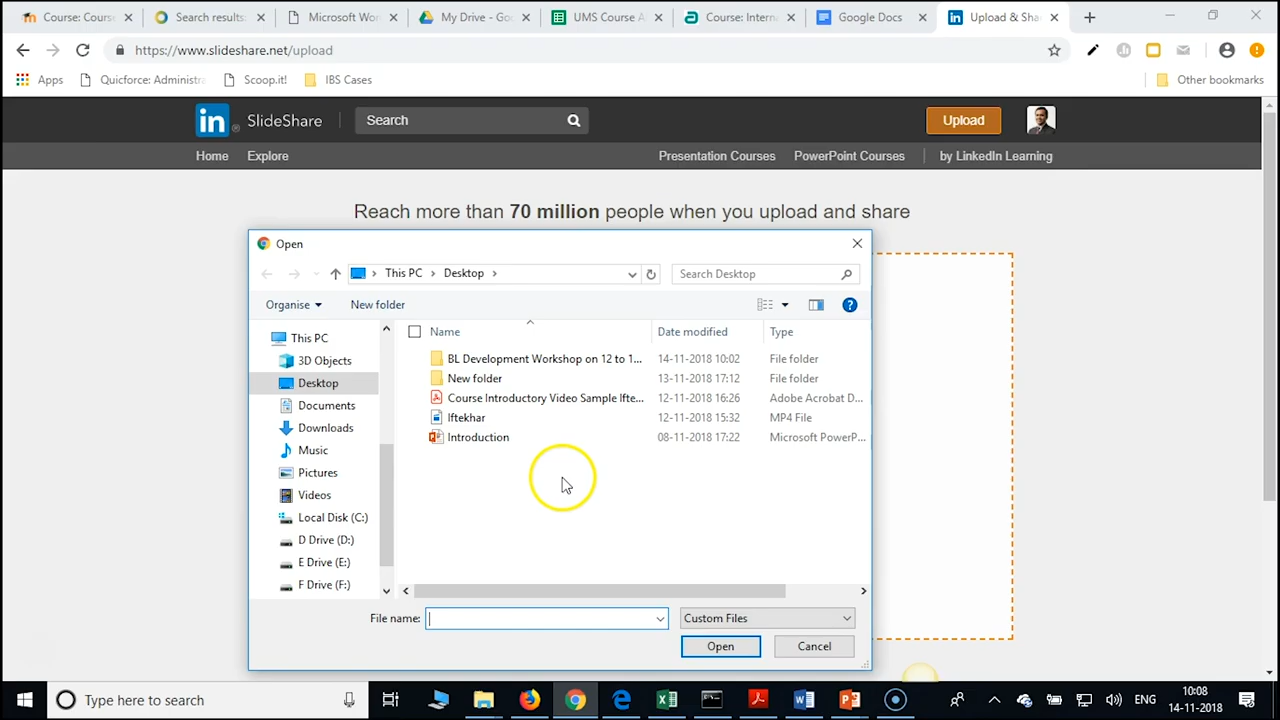 Course: Course
Search results:
Microsoft Wor
My Drive - Goo
UMS Course A
Course: Intern
Google Docs
Upload & Sha
https://www.slideshare.net/upload
Apps
Quicforce: Administra
Scoop.it!
IBS Cases
Other bookmarks
in SlideShare
Search
Upload
Home
Explore
Presentation Courses
PowerPoint Courses
by LinkedIn Learning
Reach more than 70 million people when you upload and share
Open
This PC
Desktop
Search Desktop
Organise
New folder
Name
Date modified
Type
This PC
3D Objects
Desktop
Documents
Downloads
Music
Pictures
Videos
Local Disk (C:)
D Drive (D:)
E Drive (E:)
F Drive (F:)
BL Development Workshop on 12 to 1... 14-11-2018 10:02 File folder
New folder 13-11-2018 17:12 File folder
Course Introductory Video Sample Ifte... 12-11-2018 16:26 Adobe Acrobat D...
Iftekhar 12-11-2018 15:32 MP4 File
Introduction 08-11-2018 17:22 Microsoft PowerP...
File name:
Custom Files
Open
Cancel
Type here to search
ENG
10:08
14-11-2018